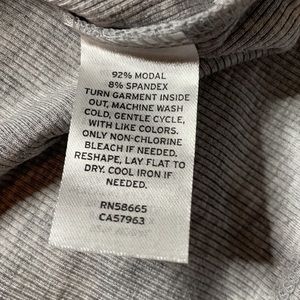 92% MODAL
8% SPANDEX
TURN GARMENT INSIDE
OUT, MACHINE WASH
COLD, GENTLE CYCLE,
WITH LIKE COLORS.
ONLY NON-CHLORINE
BLEACH IF NEEDED.
RESHAPE, LAY FLAT TO
DRY. COOL IRON IF
NEEDED.
RN58665
CA57963